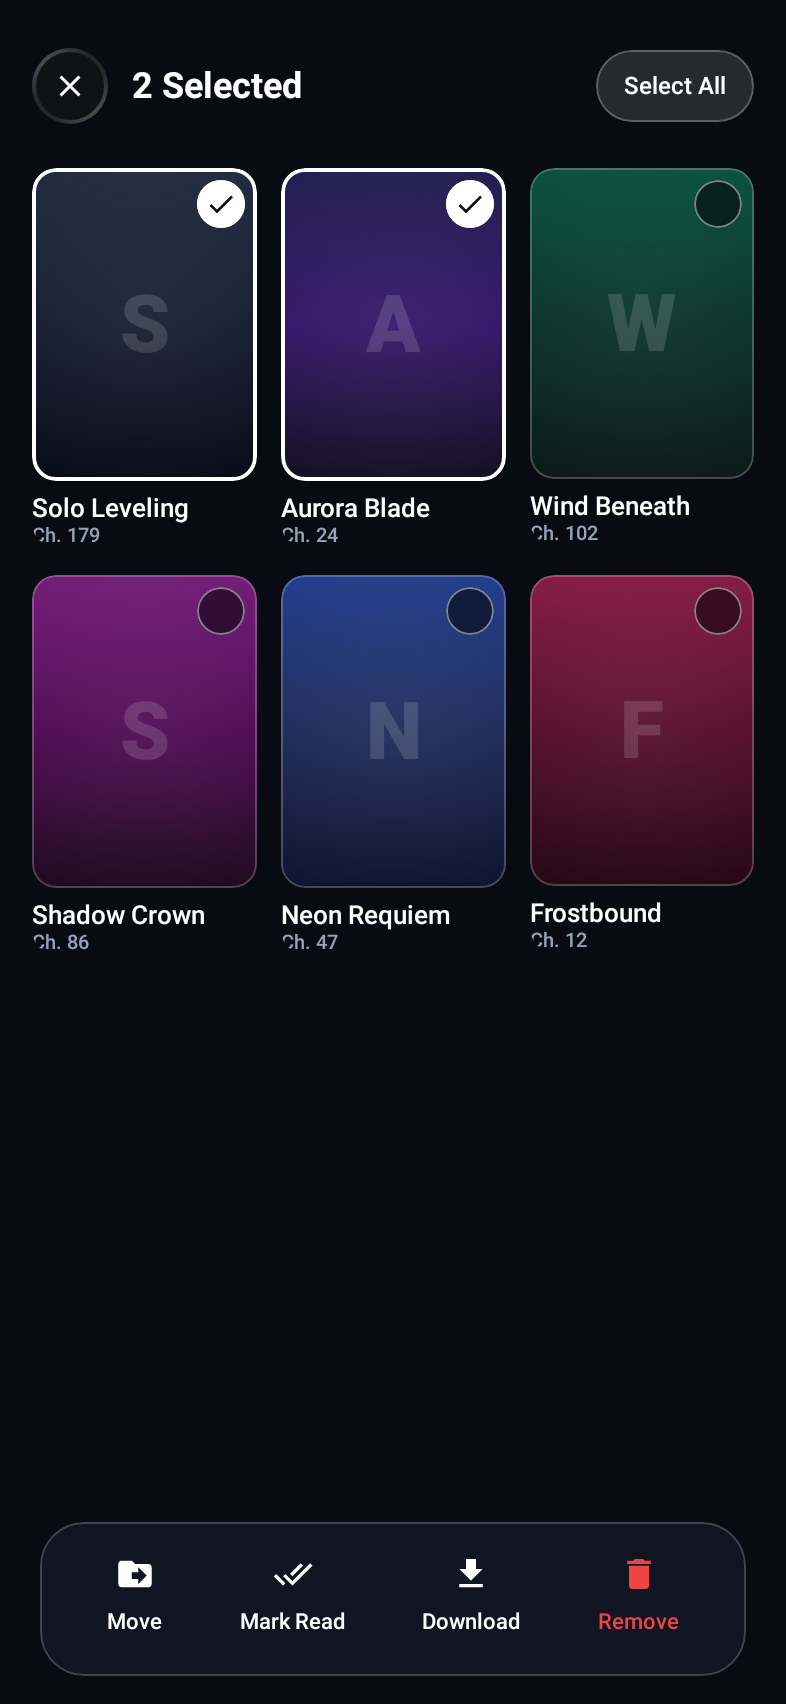 2 Selected
Select All
S
A
W
Solo Leveling
Ch. 179
Aurora Blade
Ch. 24
Wind Beneath
Ch. 102
S
N
F
Shadow Crown
Ch. 86
Neon Requiem
Ch. 47
Frostbound
Ch. 12
Move
Mark Read
Download
Remove